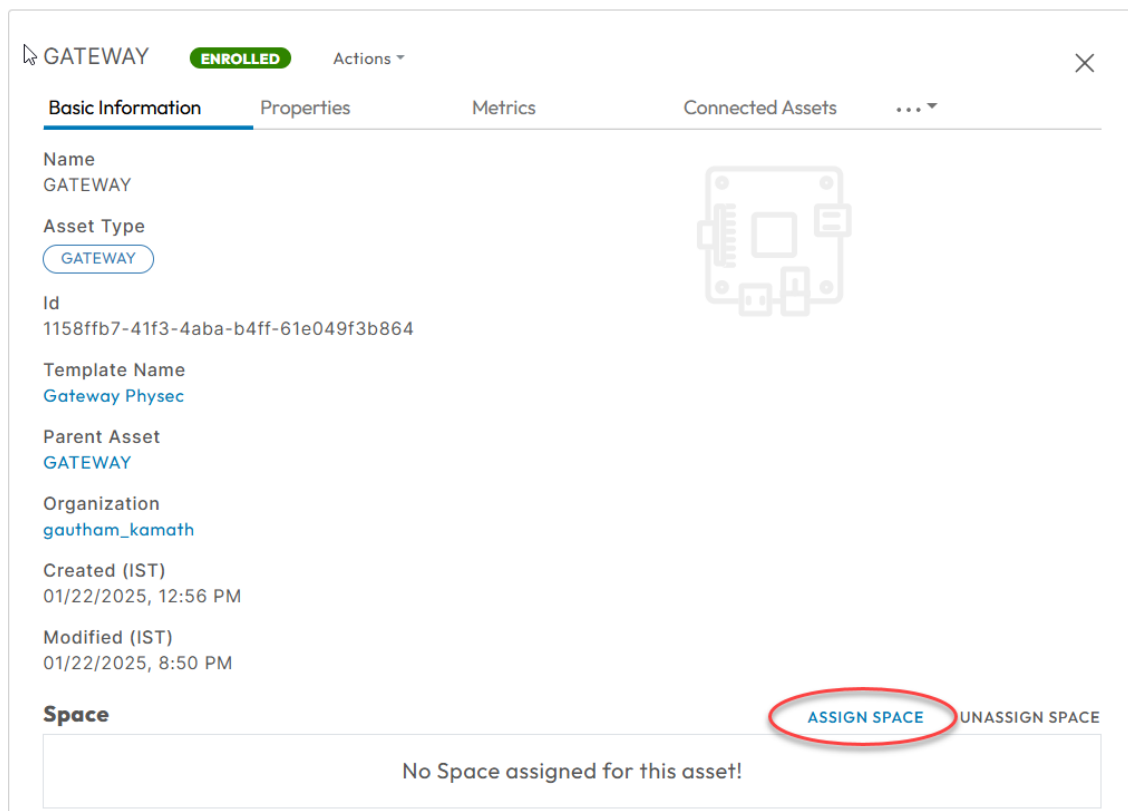 GATEWAY ENROLLED Actions
Basic Information Properties Metrics Connected Assets ...
Name
GATEWAY
Asset Type
GATEWAY
Id
1158ffb7-41f3-4aba-b4ff-61e049f3b864
Template Name
Gateway Physec
Parent Asset
GATEWAY
Organization
gautham_kamath
Created (IST)
01/22/2025, 12:56 PM
Modified (IST)
01/22/2025, 8:50 PM
Space ASSIGN SPACE UNASSIGN SPACE
No Space assigned for this asset!